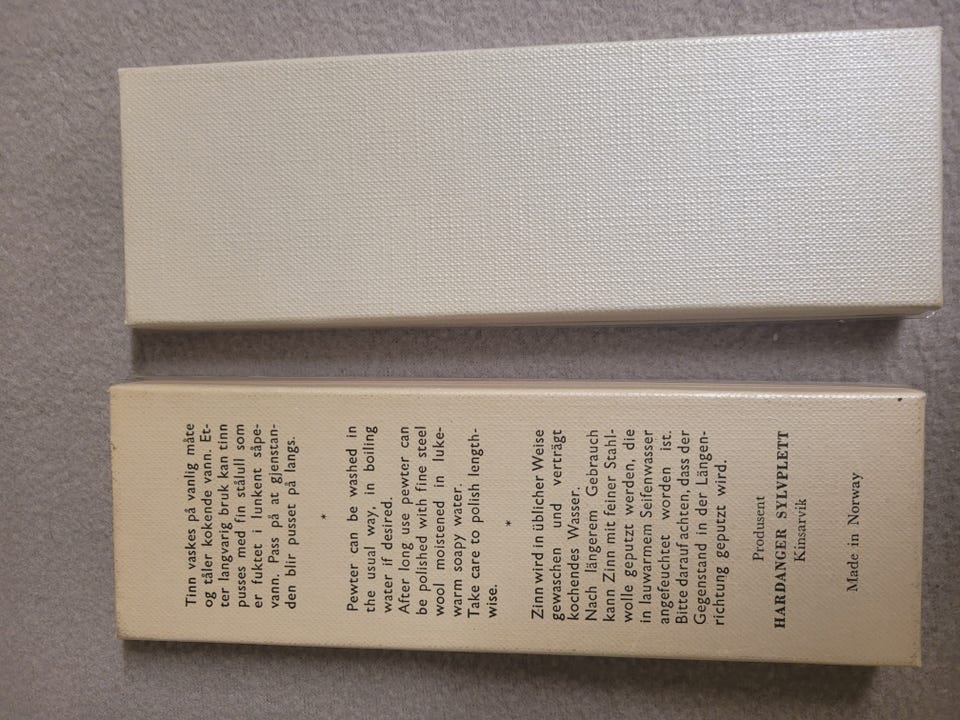 Tinn vaskes på vanlig måte
og tåler kokende vann. Et-
ter langvarig bruk kan tinn
pusses med fin stålull som
er fuktet i lunkent såpe-
vann. Pass på at gjenstan-
den blir pusset på langs.
*
Pewter can be washed in
the usual way, in boiling
water if desired.
After long use pewter can
be polished with fine steel
wool moistened in luke-
warm soapy water.
Take care to polish length-
wise.
*
Zinn wird in üblicher Weise
gewaschen und verträgt
kochendes Wasser.
Nach längerem Gebrauch
kann Zinn mit feiner Stahl-
wolle geputzt werden, die
in lauwarmem Seifenwasser
angefeuchtet worden ist.
Bitte darauf achten, dass der
Gegenstand in der Längen-
richtung geputzt wird.
Produsent
HARDANGER SYLVPLETT
Kinsarvik
Made in Norway